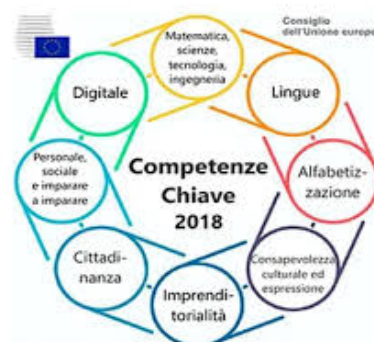 Consiglio
dell'Unione europe
Matematica,
scienze,
tecnologia,
ingegneria
Lingue
Alfabetiz-
zazione
Consapevolezza
culturale ed
espressione
Imprendi-
torialità
Cittadi-
nanza
Personale,
sociale
e imparare
a imparare
Digitale
Competenze
Chiave
2018